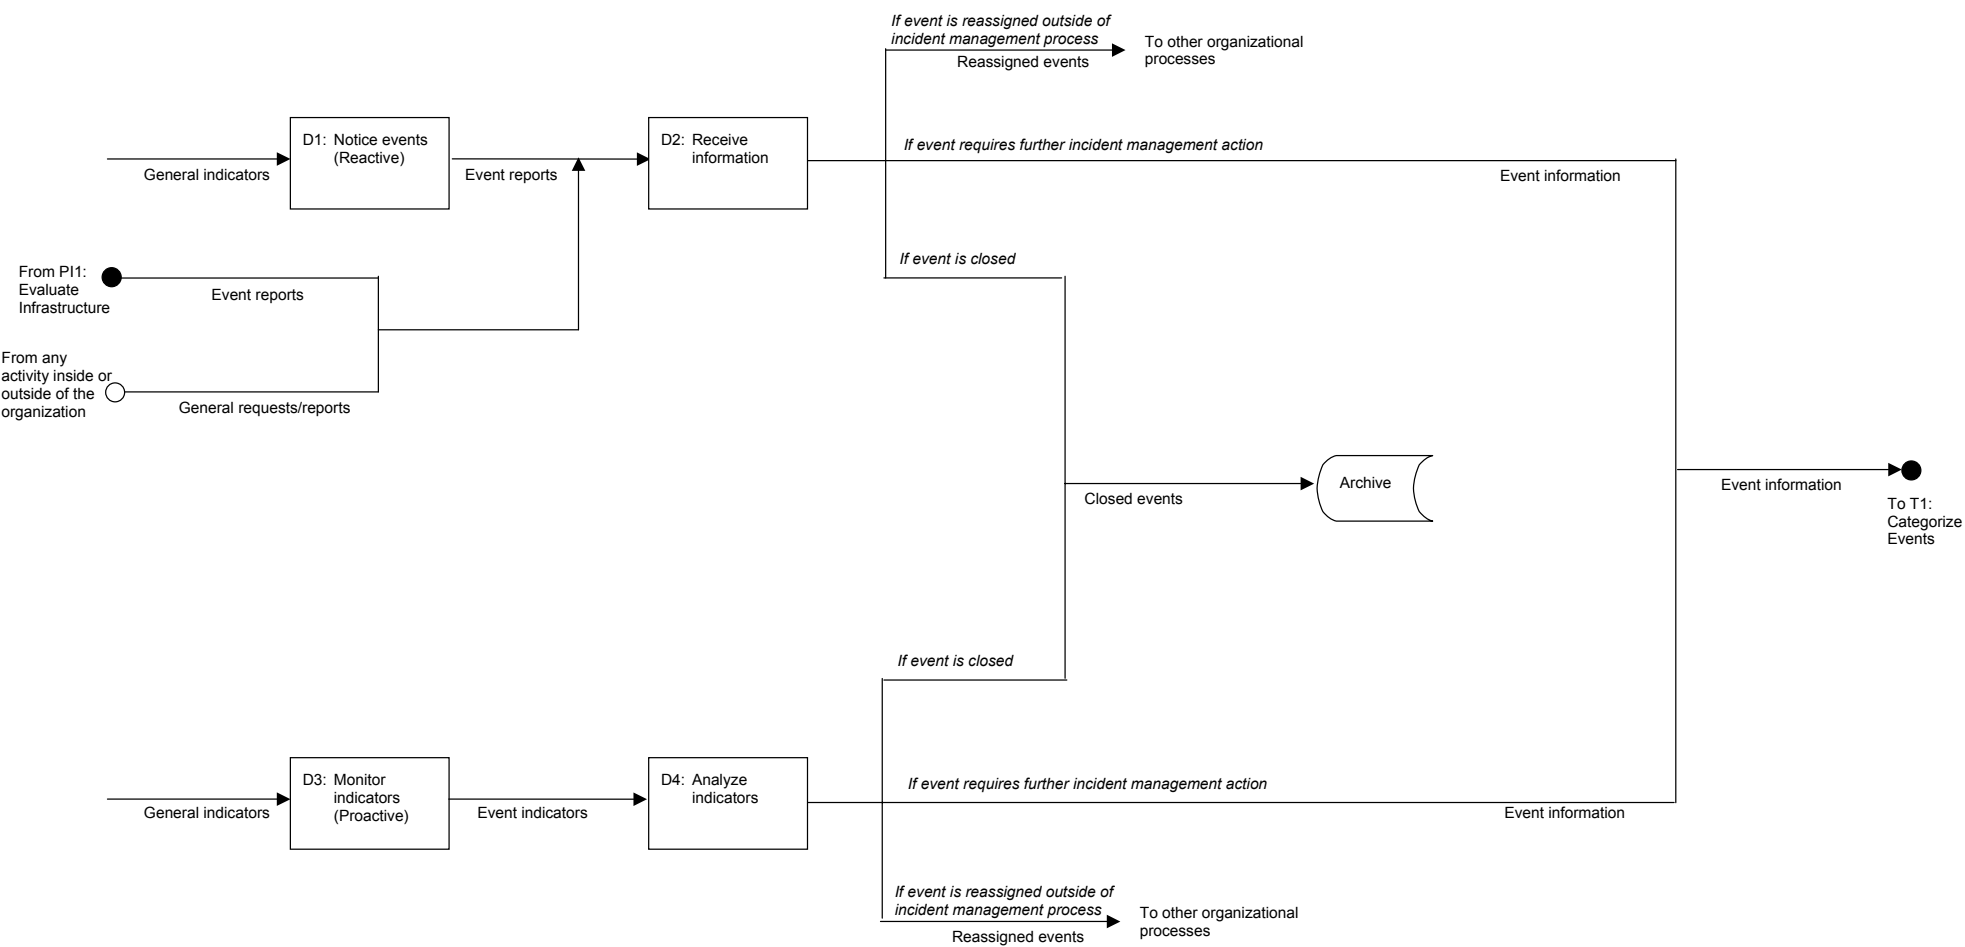 If event is reassigned outside of
incident management process
Reassigned events
To other organizational
processes
D1: Notice events
(Reactive)
D2: Receive
information
If event requires further incident management action
General indicators
Event reports
Event information
From PI1:
Evaluate
Infrastructure
Event reports
If event is closed
From any
activity inside or
outside of the
organization
General requests/reports
Closed events
Archive
Event information
To T1:
Categorize
Events
If event is closed
D3: Monitor
indicators
(Proactive)
D4: Analyze
indicators
If event requires further incident management action
General indicators
Event indicators
Event information
If event is reassigned outside of
incident management process
Reassigned events
To other organizational
processes